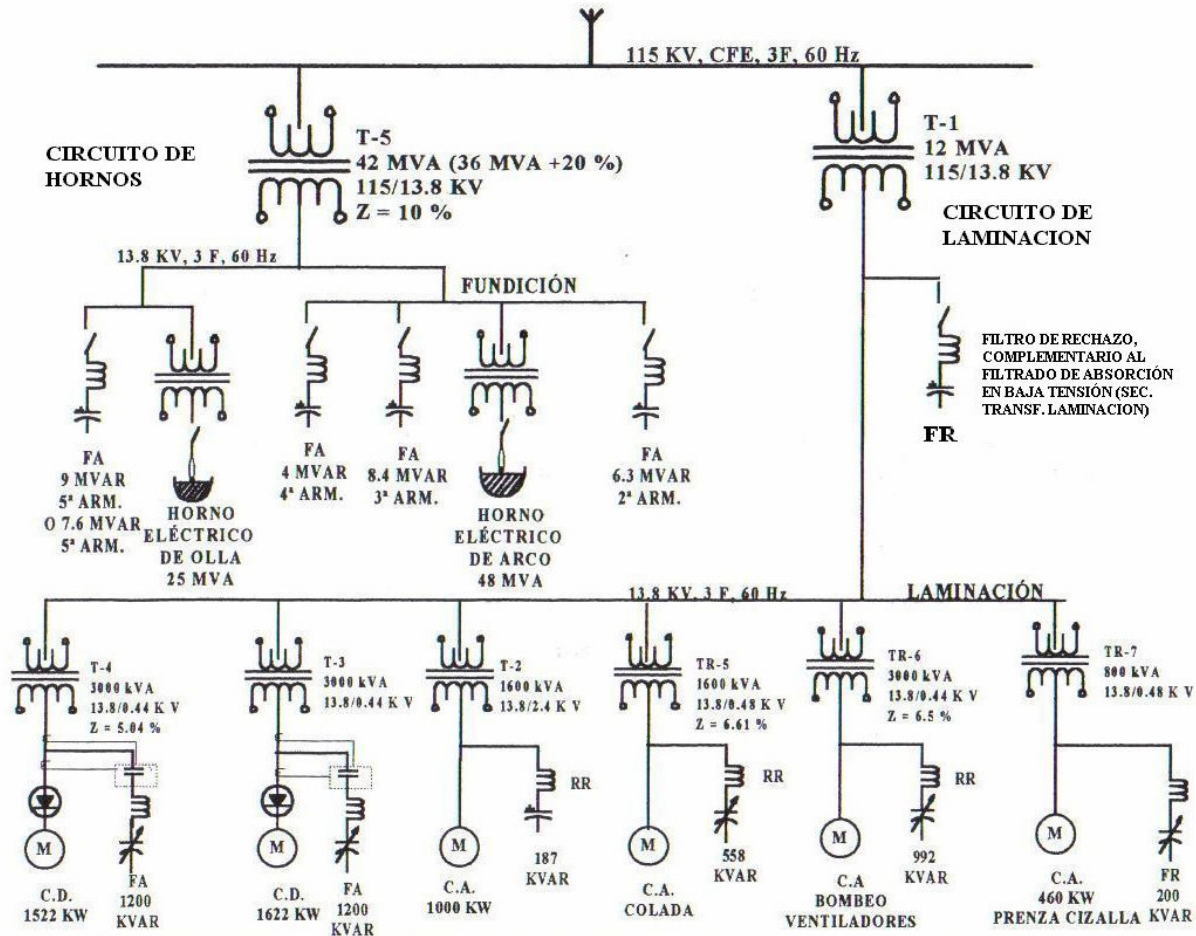 115 KV, CFE, 3F, 60 Hz
CIRCUITO DE
HORNOS
T-5
42 MVA (36 MVA +20 %)
115/13.8 KV
Z = 10 %
T-1
12 MVA
115/13.8 KV
CIRCUITO DE
LAMINACION
13.8 KV, 3 F, 60 Hz
FUNDICIÓN
FILTRO DE RECHAZO,
COMPLEMENTARIO AL
FILTRADO DE ABSORCIÓN
EN BAJA TENSIÓN (SEC.
TRANSF. LAMINACION)
FR
FA
9 MVAR
5ª ARM.
O 7.6 MVAR
5ª ARM.
HORNO
ELÉCTRICO
DE OLLA
25 MVA
FA
4 MVAR
4ª ARM.
FA
8.4 MVAR
3ª ARM.
HORNO
ELÉCTRICO
DE ARCO
48 MVA
FA
6.3 MVAR
2ª ARM.
13.8 KV, 3 F, 60 Hz
LAMINACIÓN
T-4
3000 kVA
13.8/0.44 K V
Z = 5.04 %
T-3
3000 kVA
13.8/0.44 K V
T-2
1600 kVA
13.8/2.4 K V
TR-5
1600 kVA
13.8/0.48 K V
Z = 6.61 %
TR-6
3000 kVA
13.8/0.44 K V
Z = 6.5 %
TR-7
800 kVA
13.8/0.48 K V
M
C.D.
1522 KW
FA
1200
KVAR
M
C.D.
1622 KW
FA
1200
KVAR
RR
M
C.A.
1000 KW
187
KVAR
RR
M
C.A.
COLADA
558
KVAR
RR
M
C.A
BOMBEO
VENTILADORES
992
KVAR
M
C.A.
460 KW
PRENZA CIZALLA
FR
200
KVAR